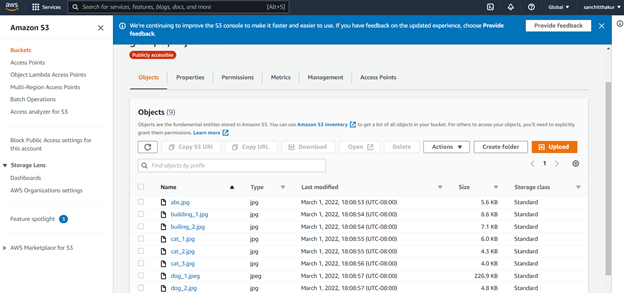 aws
Services
Search for services, features, blogs, docs, and more
[Alt+S]
Global
sanchitthakur
Amazon S3
We're continuing to improve the S3 console to make it faster and easier to use. If you have feedback on the updated experience, choose Provide
feedback.
Provide feedback
Buckets
Access Points
Object Lambda Access Points
Multi-Region Access Points
Batch Operations
Access analyzer for S3
Block Public Access settings for
this account
Storage Lens
Dashboards
AWS Organizations settings
Feature spotlight 3
AWS Marketplace for S3
Publicly accessible
Objects
Properties
Permissions
Metrics
Management
Access Points
Objects (9)
Objects are the fundamental entities stored in Amazon S3. You can use Amazon S3 inventory to get a list of all objects in your bucket. For others to access your objects, you'll need to explicitly
grant them permissions. Learn more
Copy S3 URI
Copy URL
Download
Open
Delete
Actions
Create folder
Upload
Find objects by prefix
1
Name Type Last modified Size Storage class
abc.jpg jpg March 1, 2022, 18:08:53 (UTC-08:00) 5.6 KB Standard
building_1.jpg jpg March 1, 2022, 18:08:54 (UTC-08:00) 8.6 KB Standard
builing_2.jpg jpg March 1, 2022, 18:08:54 (UTC-08:00) 7.1 KB Standard
cat_1.jpg jpg March 1, 2022, 18:08:55 (UTC-08:00) 6.0 KB Standard
cat_2.jpg jpg March 1, 2022, 18:08:55 (UTC-08:00) 4.3 KB Standard
cat_3.jpg jpg March 1, 2022, 18:08:56 (UTC-08:00) 4.0 KB Standard
dog_1.jpeg jpeg March 1, 2022, 18:08:57 (UTC-08:00) 226.9 KB Standard
dog_2.jpg jpg March 1, 2022, 18:08:57 (UTC-08:00) 4.8 KB Standard